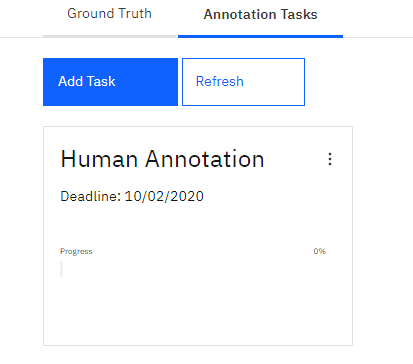 Ground Truth
Annotation Tasks
Add Task
Refresh
Human Annotation
Deadline: 10/02/2020
Progress
0%